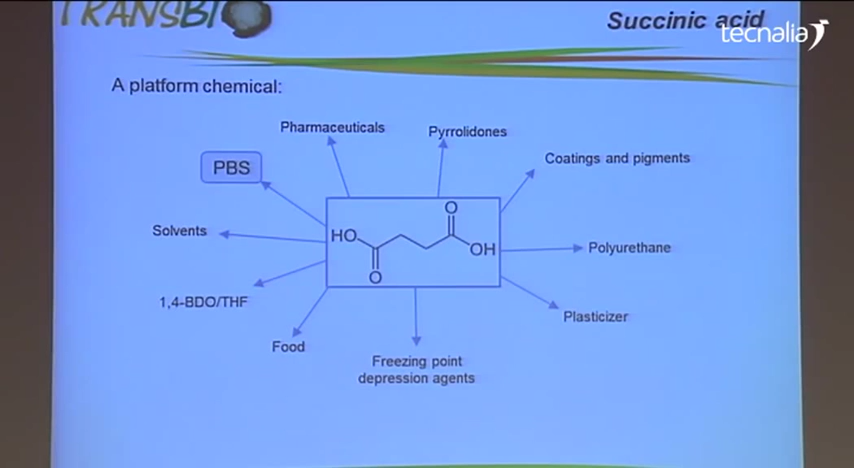 TRANSBIO
Succinic acid
tecnalia
A platform chemical:
Pharmaceuticals
Pyrrolidones
Coatings and pigments
PBS
O
HO
OH
O
Solvents
Polyurethane
1,4-BDO/THF
Plasticizer
Food
Freezing point
depression agents